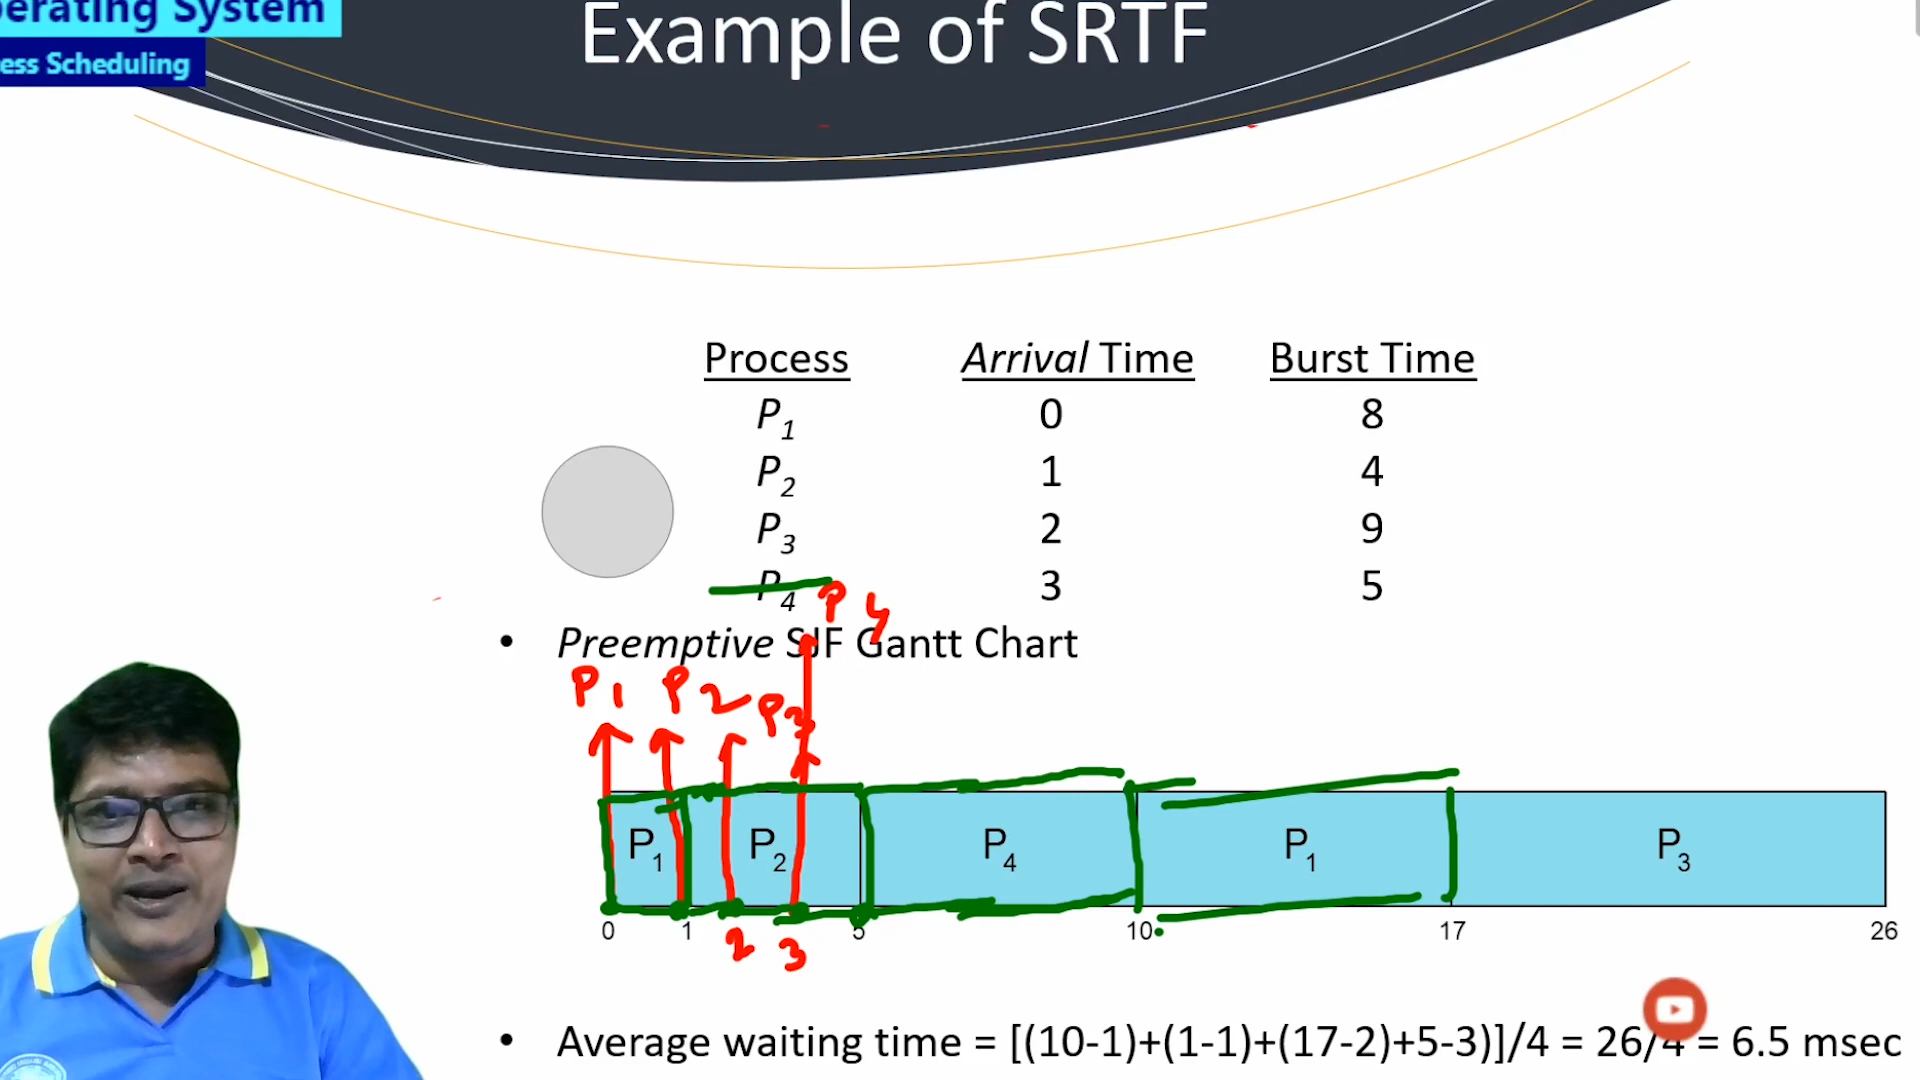 perating System
ess Scheduling
Example of SRTF
Process Arrival Time Burst Time
P1 0 8
P2 1 4
P3 2 9
P4 3 5
P4
• Preemptive SJF Gantt Chart
P1 P2 P3
P1 P2 P4 P1 P3
0 1 5 10 17 26
2 3
• Average waiting time = [(10-1)+(1-1)+(17-2)+5-3)]/4 = 26/4 = 6.5 msec